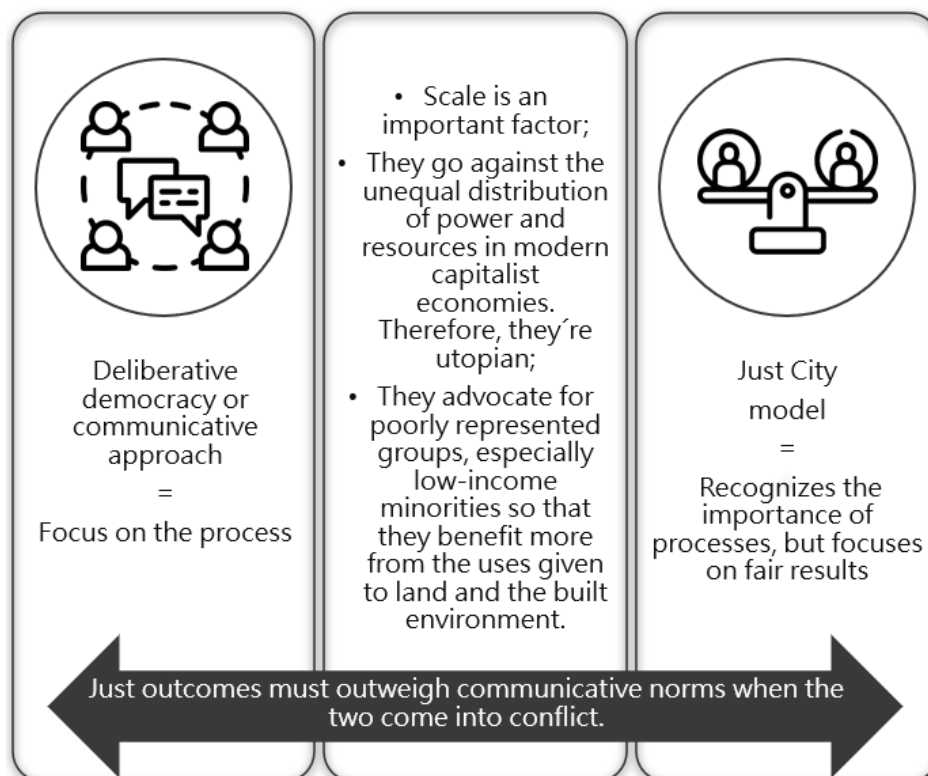 Deliberative
democracy or
communicative
approach
=
Focus on the process
• Scale is an
important factor;
• They go against the
unequal distribution
of power and
resources in modern
capitalist
economies.
Therefore, they´re
utopian;
• They advocate for
poorly represented
groups, especially
low-income
minorities so that
they benefit more
from the uses given
to land and the built
environment.
Just City
model
=
Recognizes the
importance of
processes, but focuses
on fair results
Just outcomes must outweigh communicative norms when the
two come into conflict.